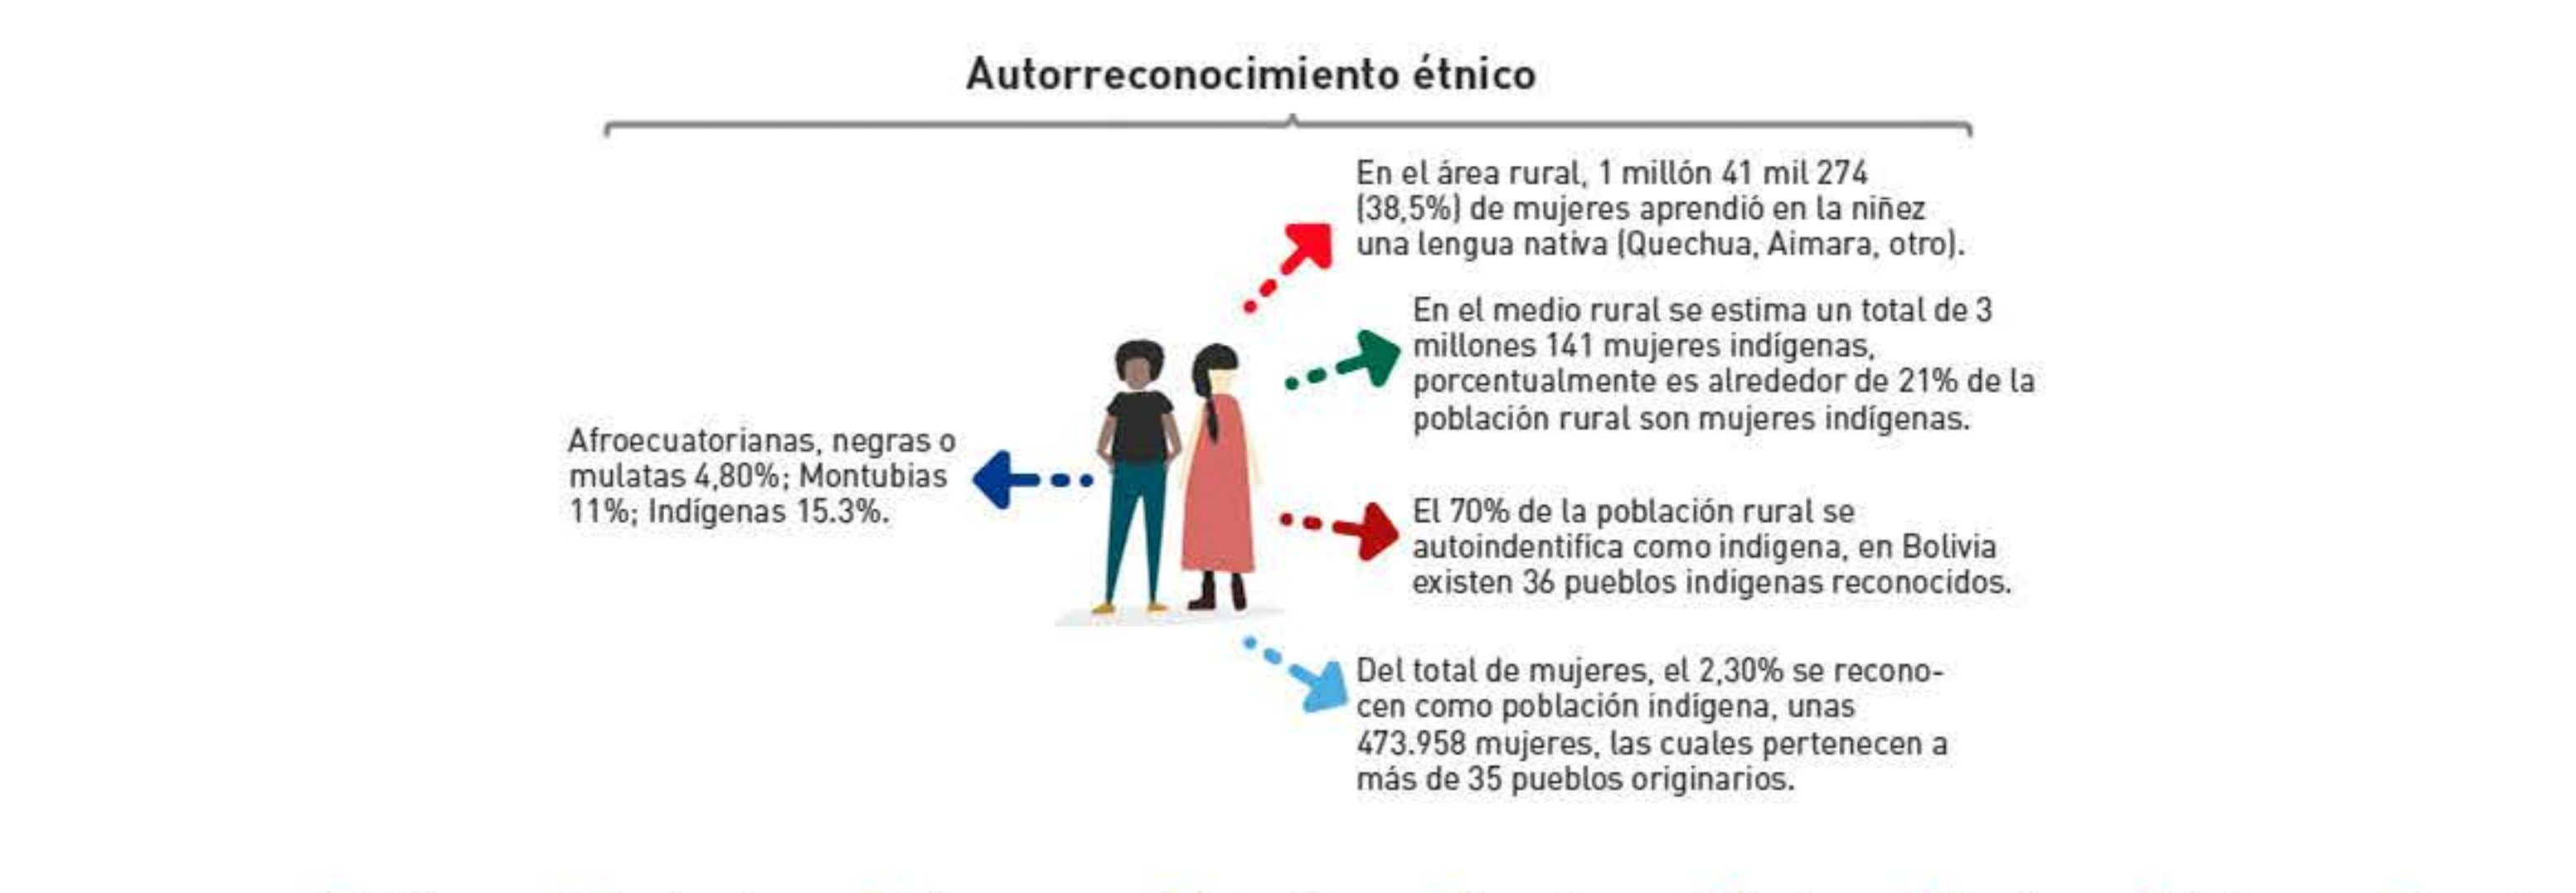 Autorreconocimiento étnico
En el área rural, 1 millón 41 mil 274
(38,5%) de mujeres aprendió en la niñez
una lengua nativa (Quechua, Aimara, otro).
En el medio rural se estima un total de 3
millones 141 mujeres indígenas,
porcentualmente es alrededor de 21% de la
población rural son mujeres indígenas.
Afroecuatorianas, negras o
mulatas 4,80%; Montubias
11%; Indígenas 15.3%.
El 70% de la población rural se
autoindentifica como indigena, en Bolivia
existen 36 pueblos indigenas reconocidos.
Del total de mujeres, el 2,30% se recono-
cen como población indígena, unas
473.958 mujeres, las cuales pertenecen a
más de 35 pueblos originarios.